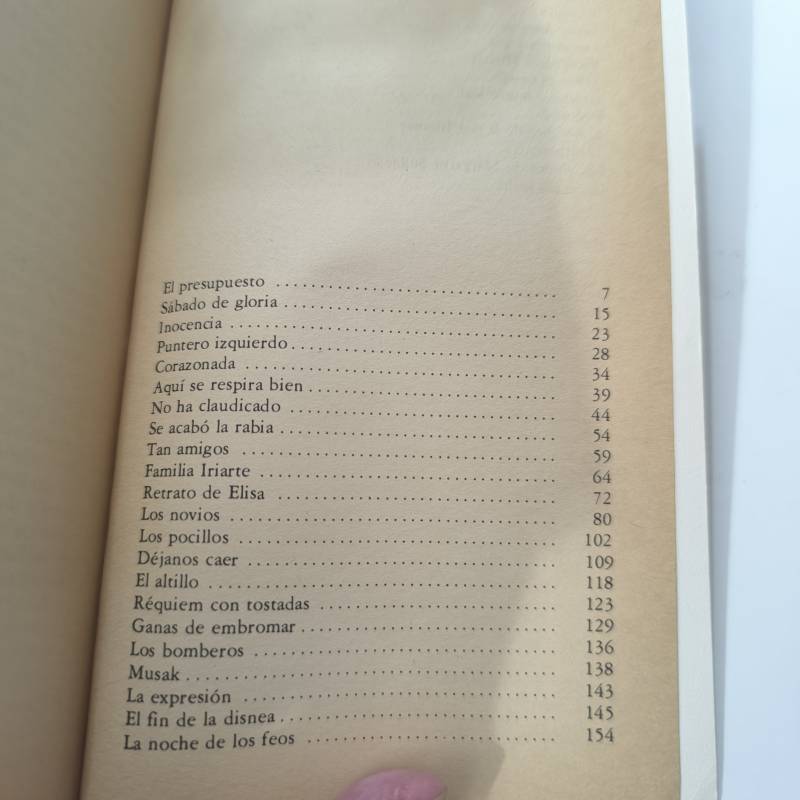 El presupuesto ........ 7
Sábado de gloria ........ 15
Inocencia ........ 23
Puntero izquierdo ........ 28
Corazonada ........ 34
Aquí se respira bien ........ 39
No ha claudicado ........ 44
Se acabó la rabia ........ 54
Tan amigos ........ 59
Familia Iriarte ........ 64
Retrato de Elisa ........ 72
Los novios ........ 80
Los pocillos ........ 102
Déjanos caer ........ 109
El altillo ........ 118
Réquiem con tostadas ........ 123
Ganas de embromar ........ 129
Los bomberos ........ 136
Musak ........ 138
La expresión ........ 143
El fin de la disnea ........ 145
La noche de los feos ........ 154